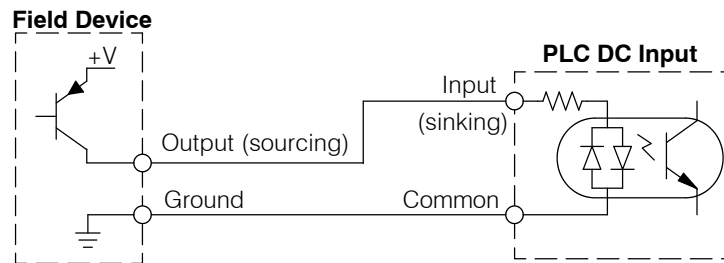 Field Device
+V
PLC DC Input
Input
(sinking)
Output (sourcing)
Ground
Common